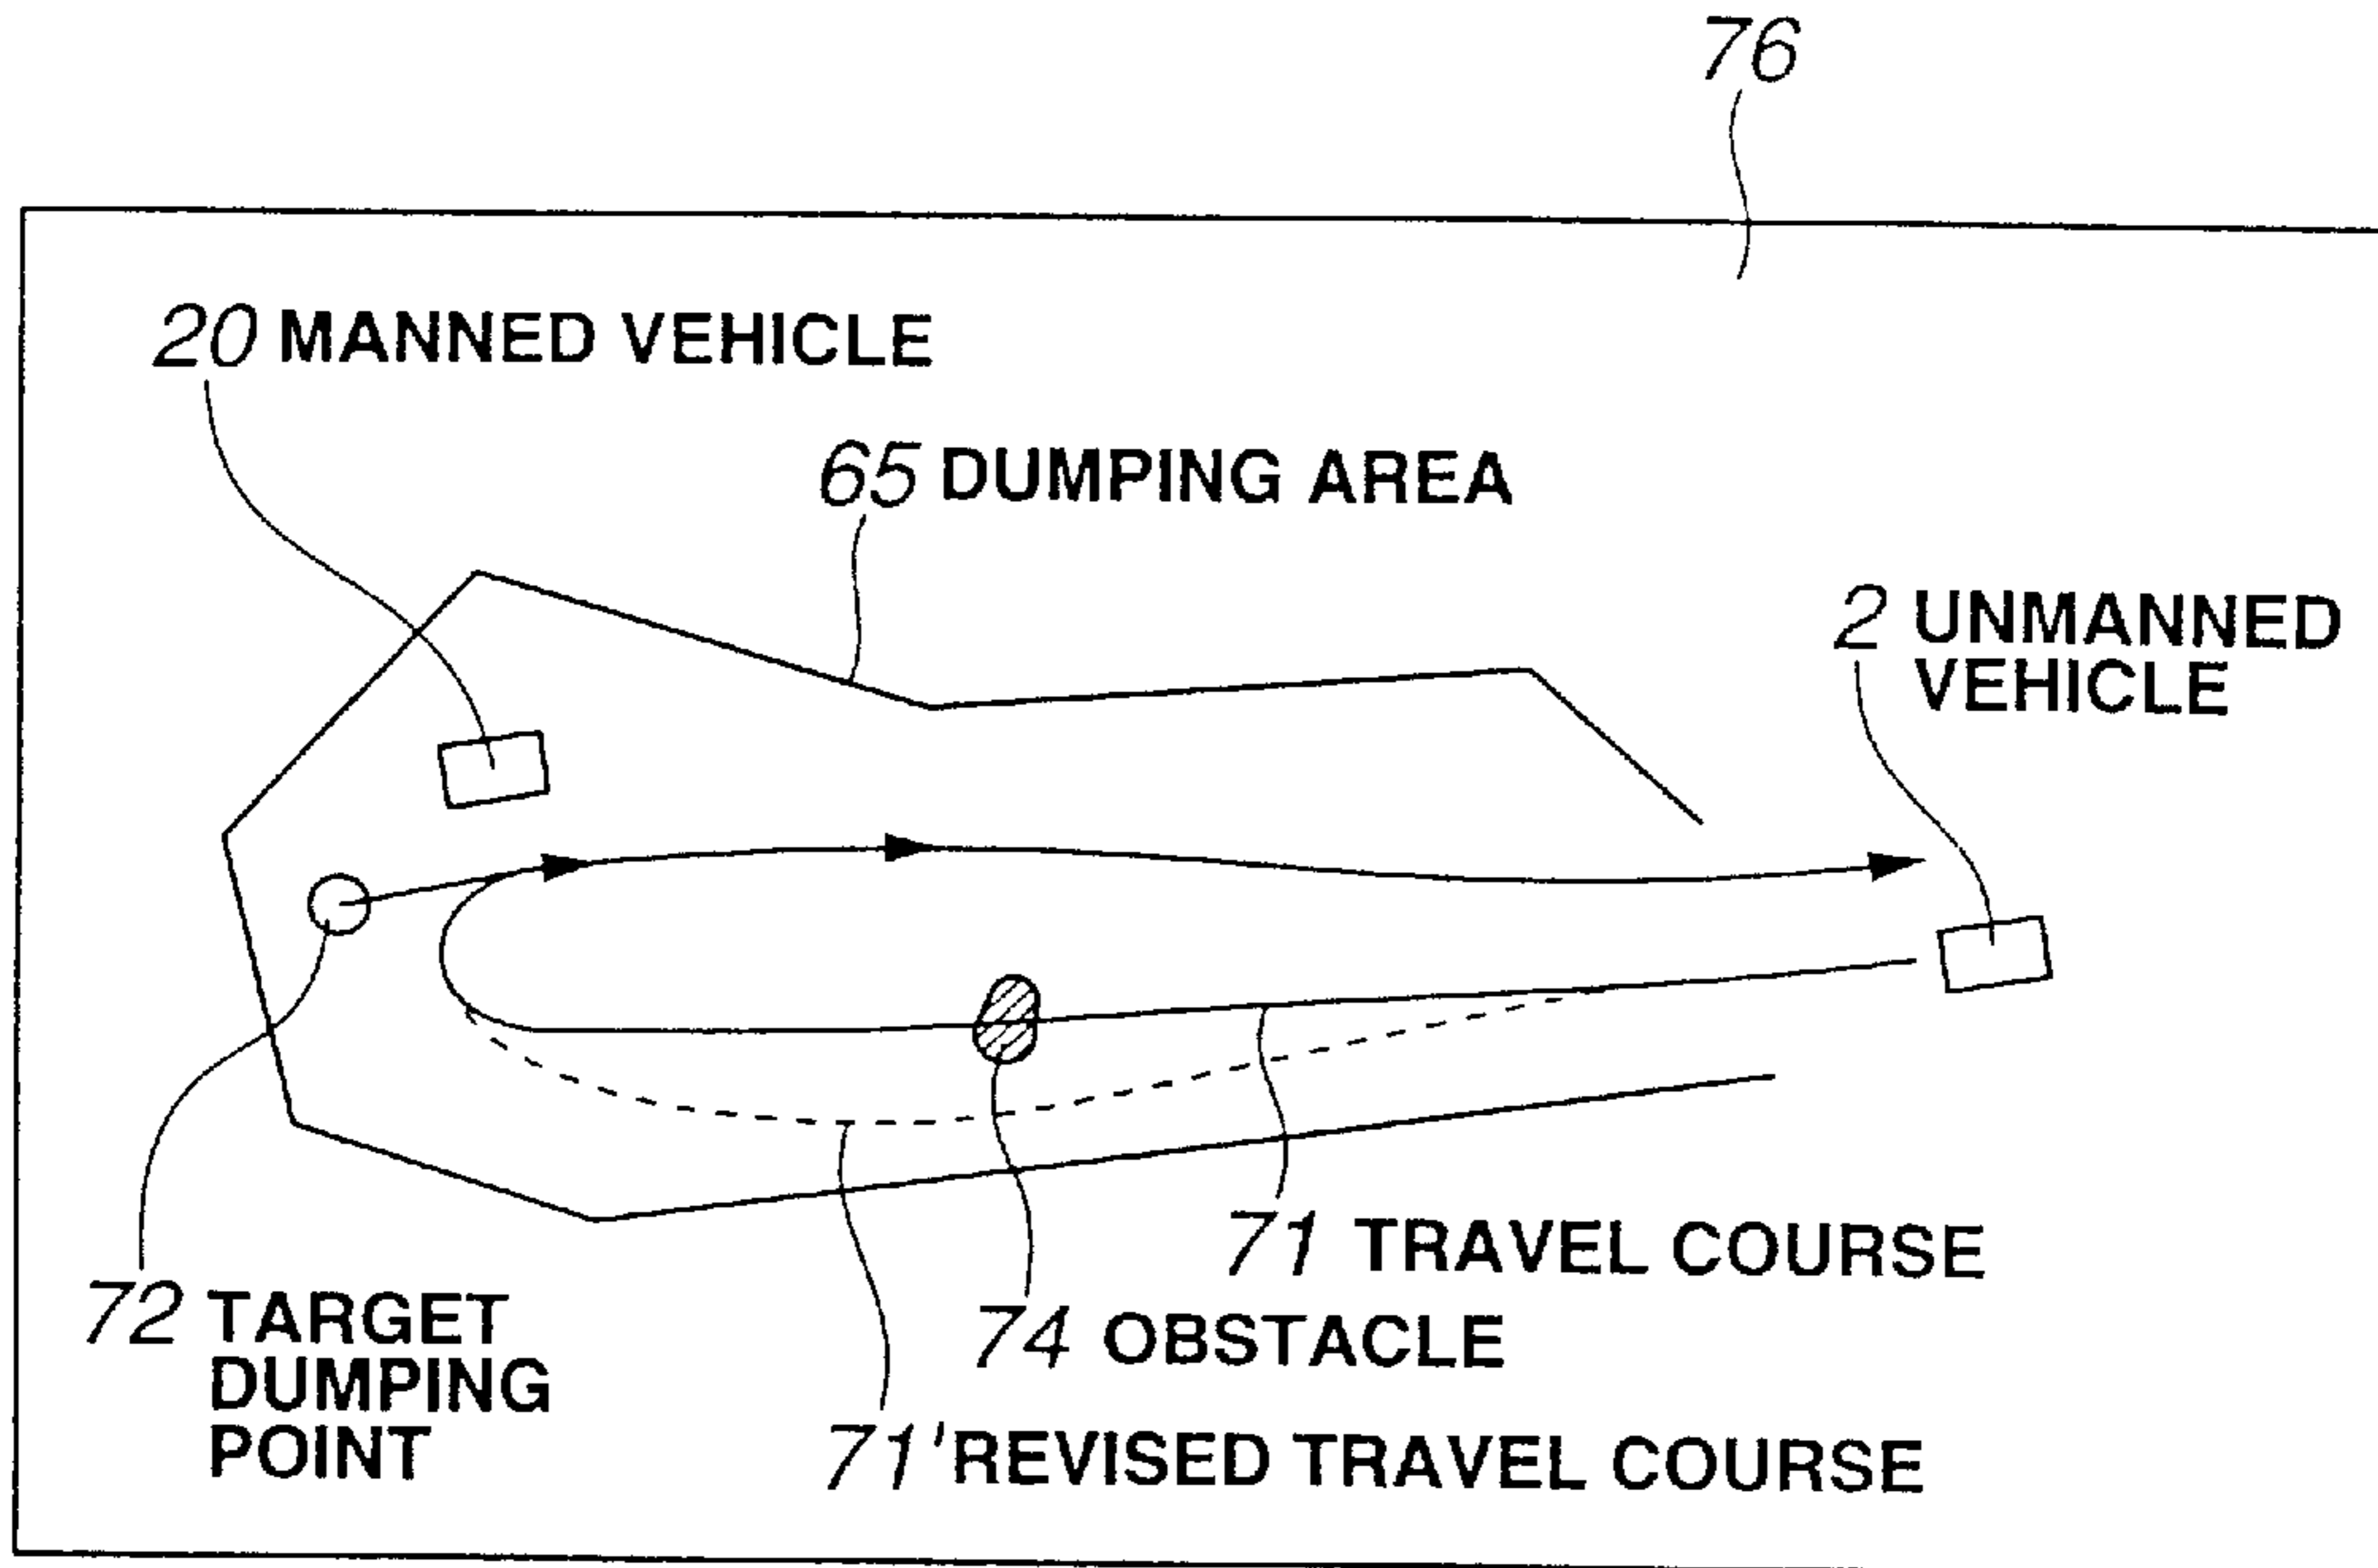 76
20 MANNED VEHICLE
65 DUMPING AREA
2 UNMANNED
VEHICLE
71 TRAVEL COURSE
72 TARGET
DUMPING
POINT
74 OBSTACLE
71' REVISED TRAVEL COURSE